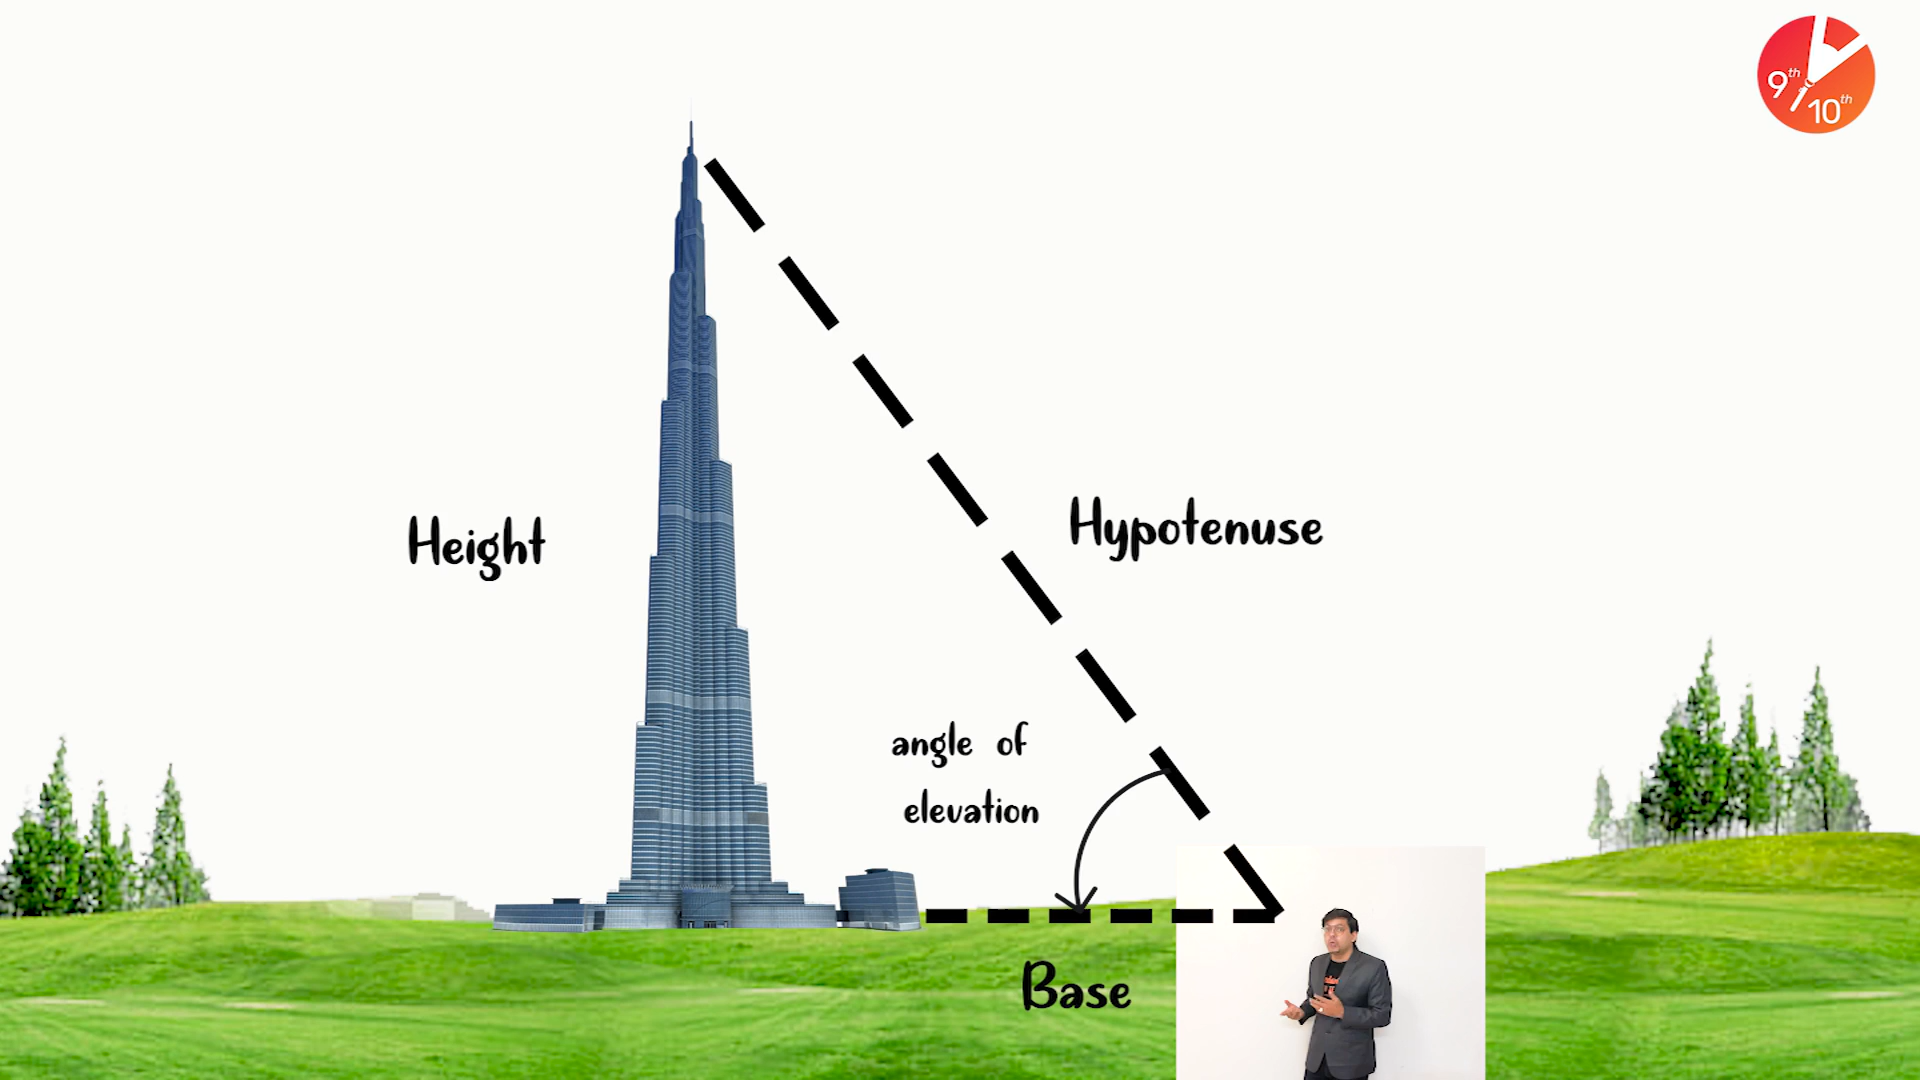 9th
10th
Height
Hypotenuse
angle of
elevation
Base